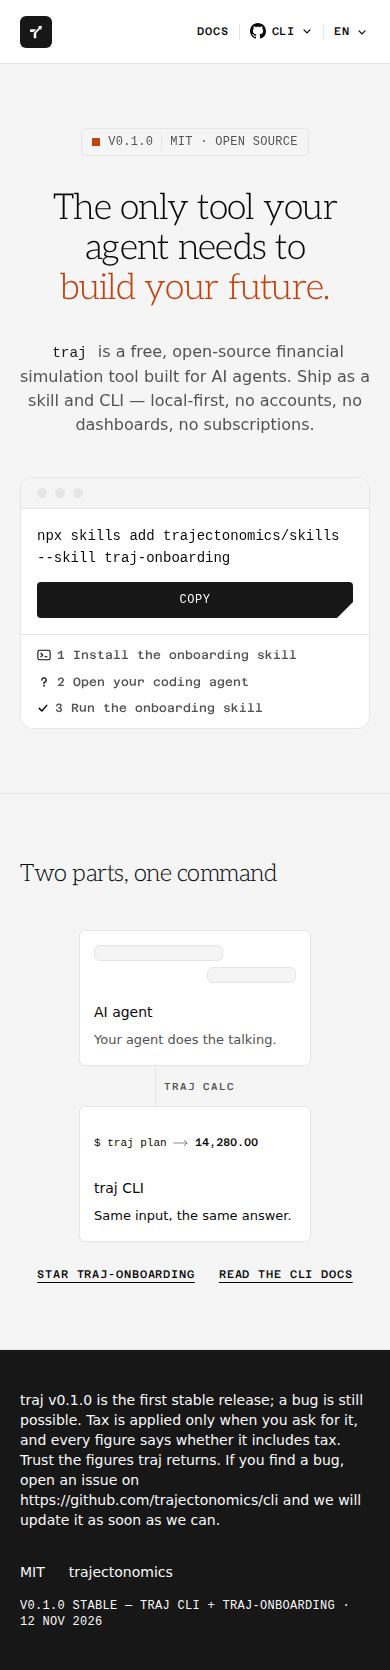 DOCS
CLI
EN
V0.1.0 MIT · OPEN SOURCE
The only tool your
agent needs to
build your future.
traj is a free, open-source financial
simulation tool built for AI agents. Ship as a
skill and CLI — local-first, no accounts, no
dashboards, no subscriptions.
npx skills add trajectonomics/skills
--skill traj-onboarding
COPY
1 Install the onboarding skill
? 2 Open your coding agent
3 Run the onboarding skill
Two parts, one command
AI agent
Your agent does the talking.
TRAJ CALC
$ traj plan → 14,280.00
traj CLI
Same input, the same answer.
STAR TRAJ-ONBOARDING READ THE CLI DOCS
traj v0.1.0 is the first stable release; a bug is still
possible. Tax is applied only when you ask for it,
and every figure says whether it includes tax.
Trust the figures traj returns. If you find a bug,
open an issue on
https://github.com/trajectonomics/cli and we will
update it as soon as we can.
MIT trajectonomics
V0.1.0 STABLE — TRAJ CLI + TRAJ-ONBOARDING ·
12 NOV 2026